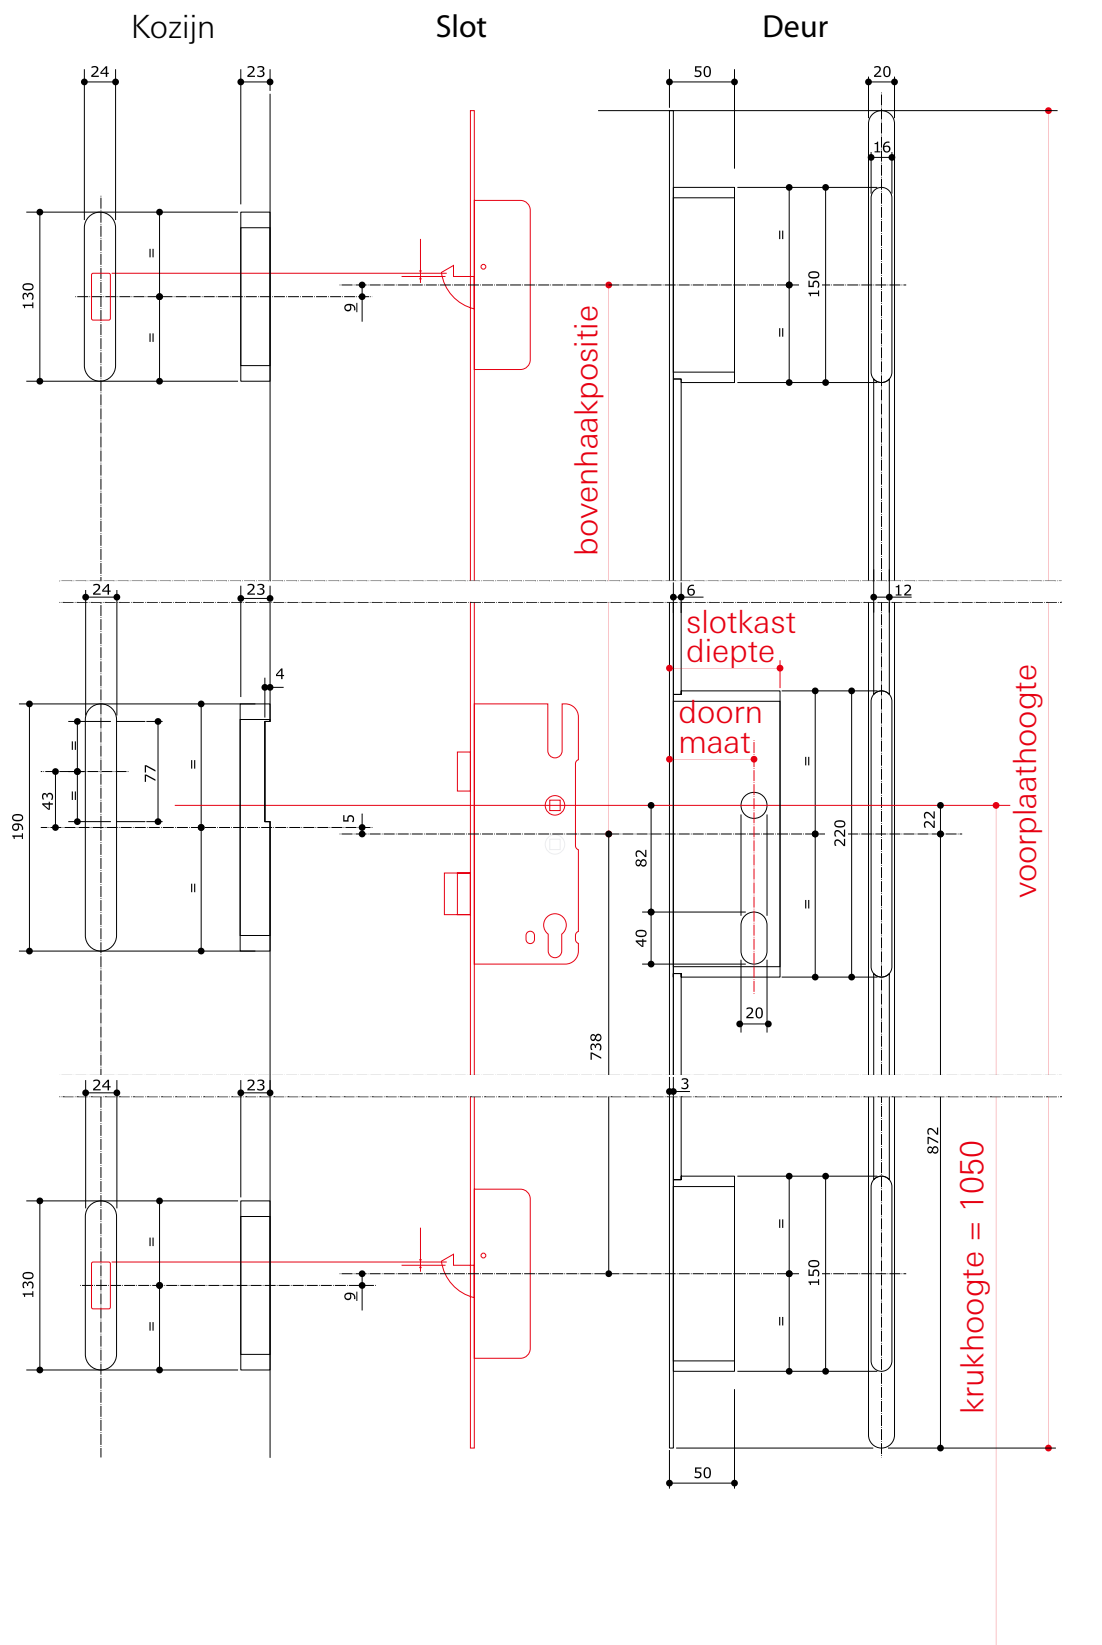 Kozijn Slot Deur
24 23 50 20
16
130 = = 9 bovenhaakpositie = = 150
24 23 6 12
slotkast
diepte
4
doorn
maat
voorplaathoogte
190 43 = = 77 = = 5 82 40 = = 220 22
20
738
24 23 3
872
130 = = 9 = = 150 krukhoogte = 1050
50